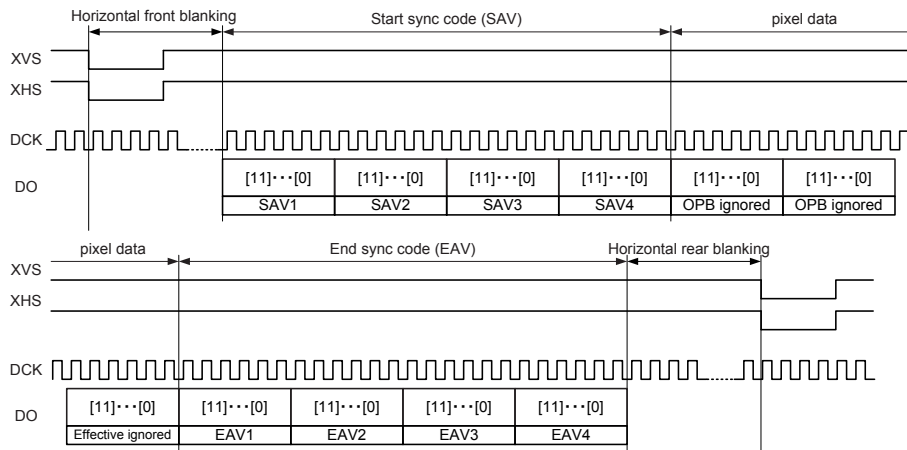 Horizontal front blanking Start sync code (SAV) pixel data
XVS
XHS
DCK
DO [11]···[0] [11]···[0] [11]···[0] [11]···[0] [11]···[0] [11]···[0]
SAV1 SAV2 SAV3 SAV4 OPB ignored OPB ignored
pixel data End sync code (EAV) Horizontal rear blanking
XVS
XHS
DCK
DO [11]···[0] [11]···[0] [11]···[0] [11]···[0] [11]···[0]
Effective ignored EAV1 EAV2 EAV3 EAV4